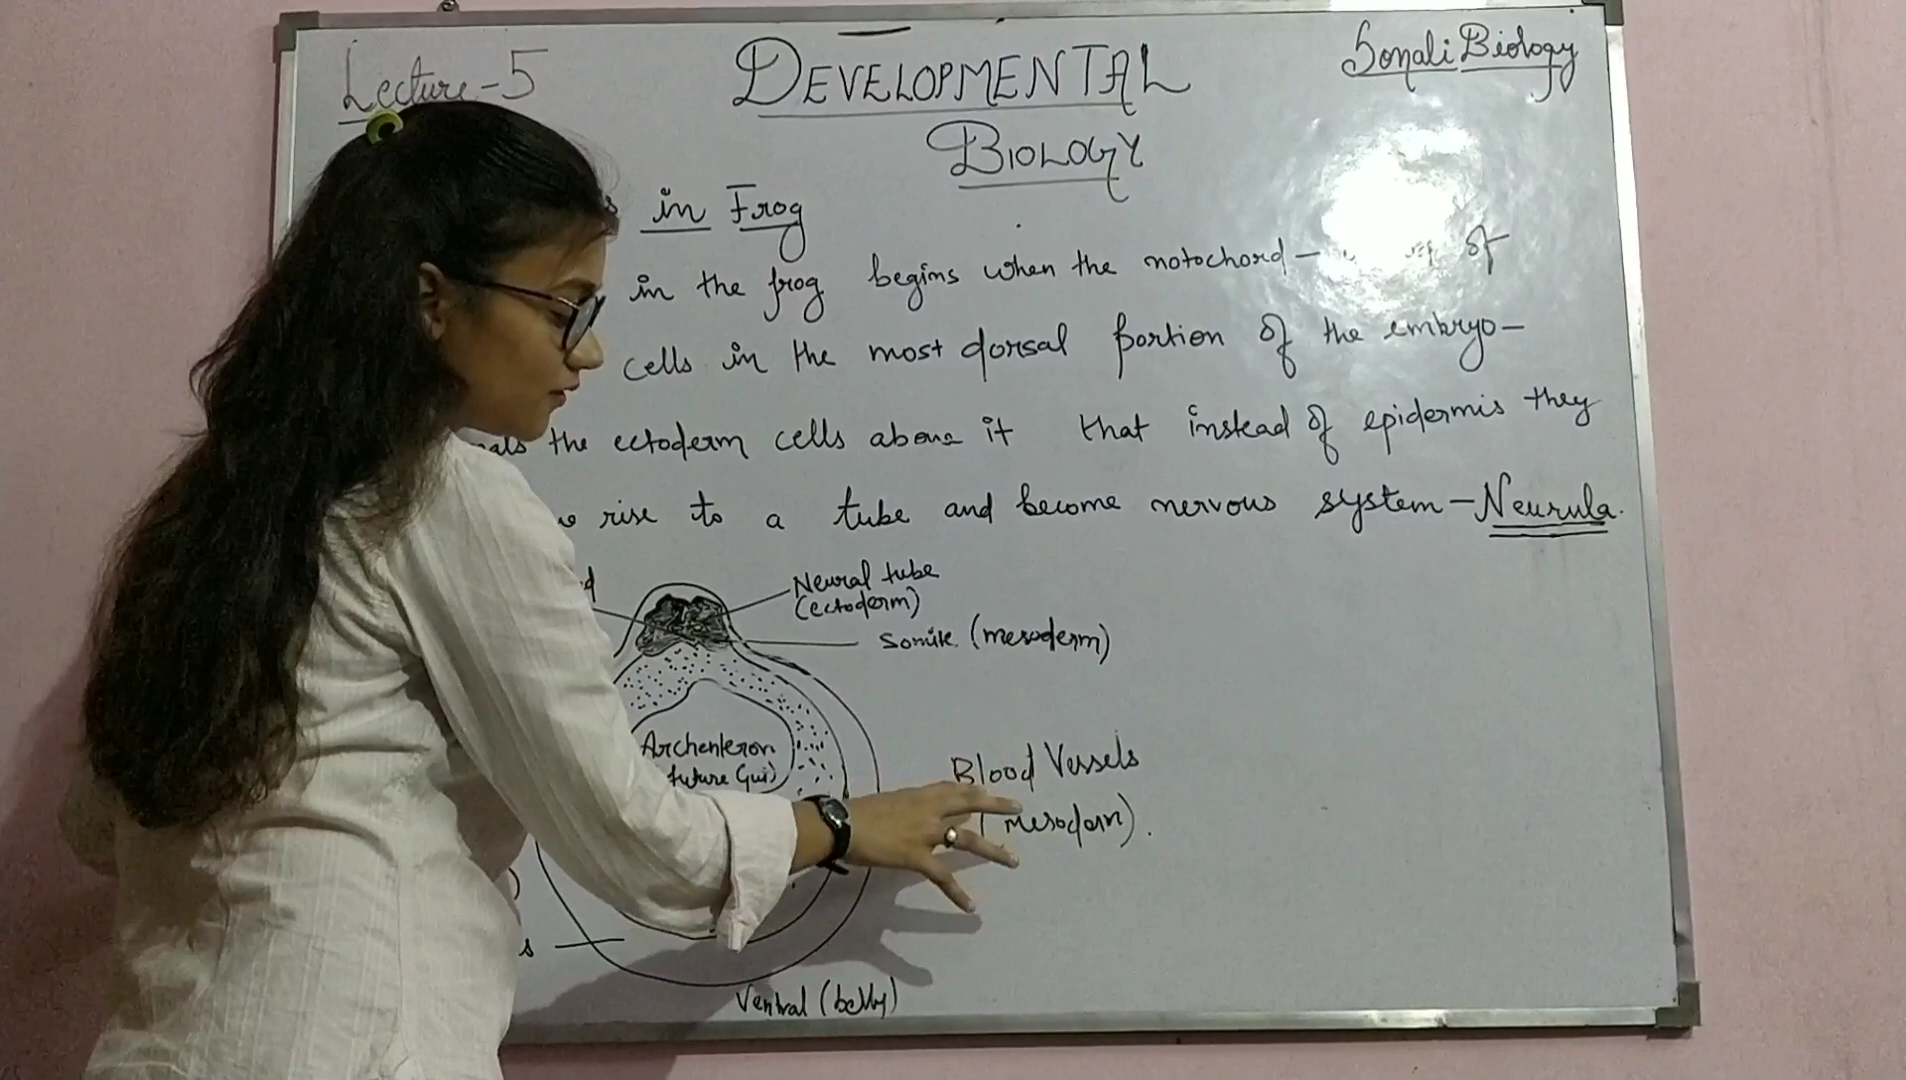 Lecture-5
DEVELOPMENTAL
BIOLOGY
Sonali Biology
in Frog
in the frog begins when the notochord- of
cells in the most dorsal portion of the embryo-
the ectoderm cells above it that instead of epidermis they
rise to a tube and become nervous system-Neurula.
Neural tube
(ectoderm)
Somite (mesoderm)
Archenteron
future Gut)
Blood Vessels
(mesoderm).
Ventral (belly)